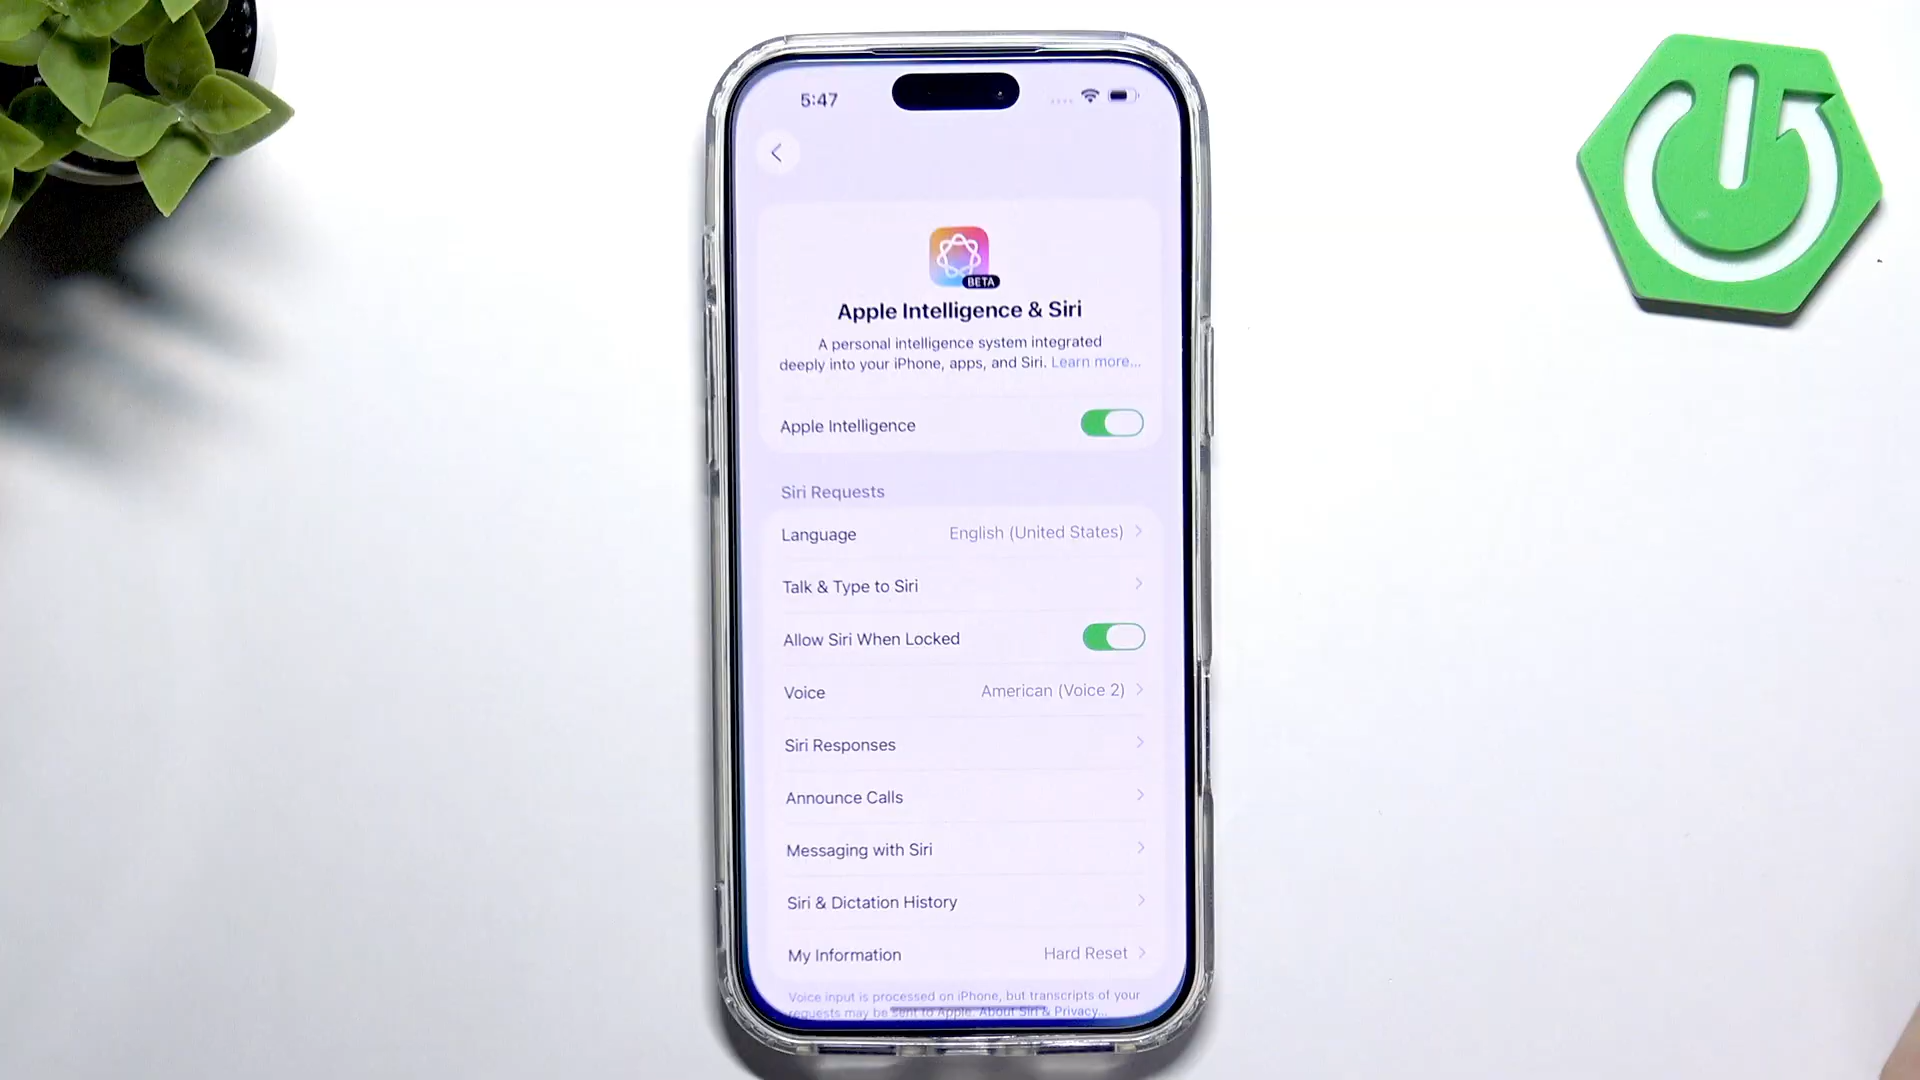 5:47
BETA
Apple Intelligence & Siri
A personal intelligence system integrated
deeply into your iPhone, apps, and Siri. Learn more...
Apple Intelligence
Siri Requests
Language English (United States)
Talk & Type to Siri
Allow Siri When Locked
Voice American (Voice 2)
Siri Responses
Announce Calls
Messaging with Siri
Siri & Dictation History
My Information Hard Reset
Voice input is processed on iPhone, but transcripts of your
requests may be sent to Apple. About Siri & Privacy...